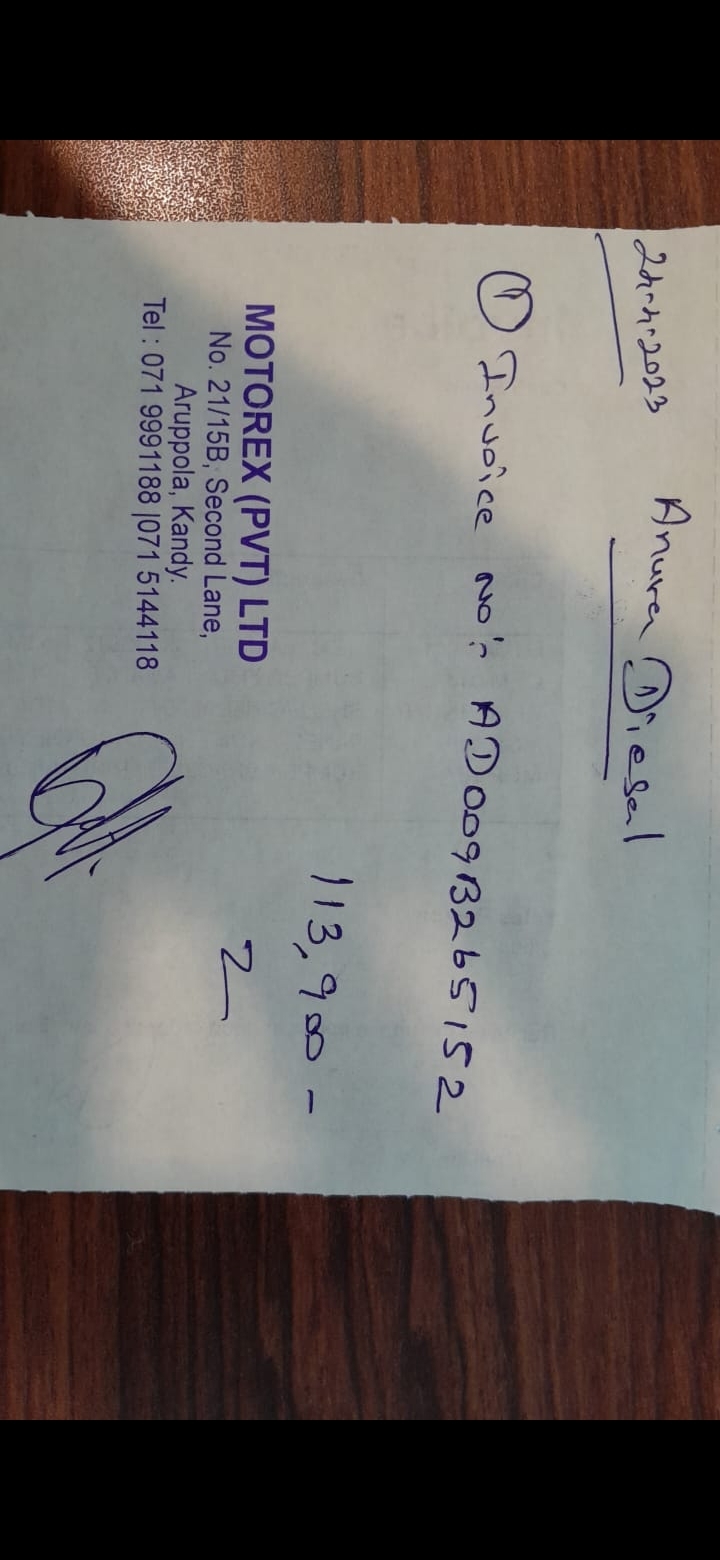 24.4.2023
Anura Diesel
① Invoice No:- AD009B265152
113,900 -
MOTOREX (PVT) LTD
No. 21/15B, Second Lane,
Aruppola, Kandy.
Tel : 071 9991188 |071 5144118